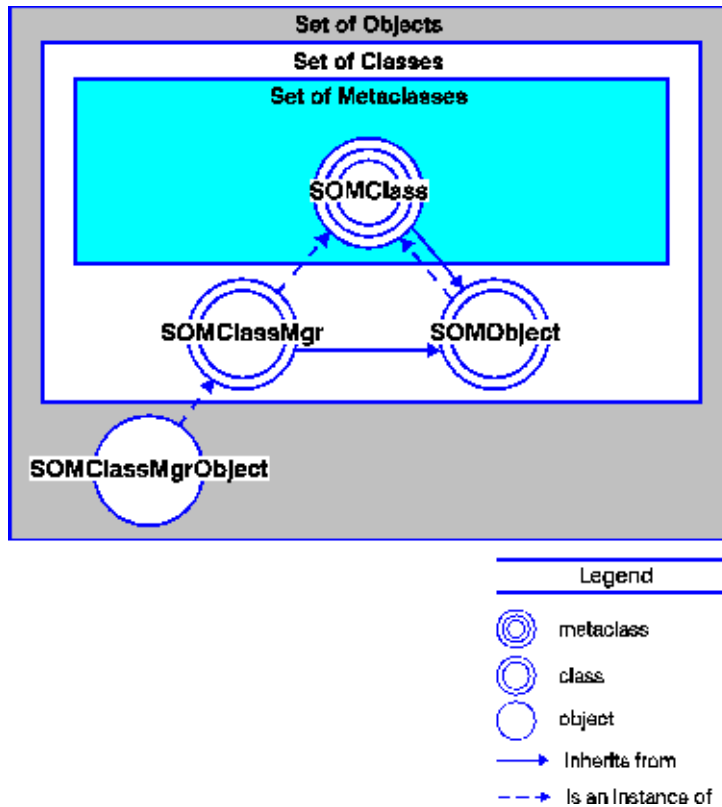 Set of Objects
Set of Classes
Set of Metaclasses
SOMClass
SOMClassMgr
SOMObject
SOMClassMgrObject
Legend
metaclass
class
object
Inherits from
Is an Instance of